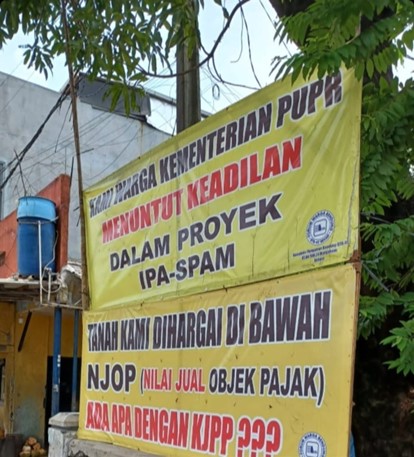 KAMI WARGA KEMENTERIAN PUPR
MENUNTUT KEADILAN
DALAM PROYEK
IPA-SPAM
TANAH KAMI DIHARGAI DI BAWAH
NJOP (NILAI JUAL OBJEK PAJAK)
ADA APA DENGAN KJPP ???